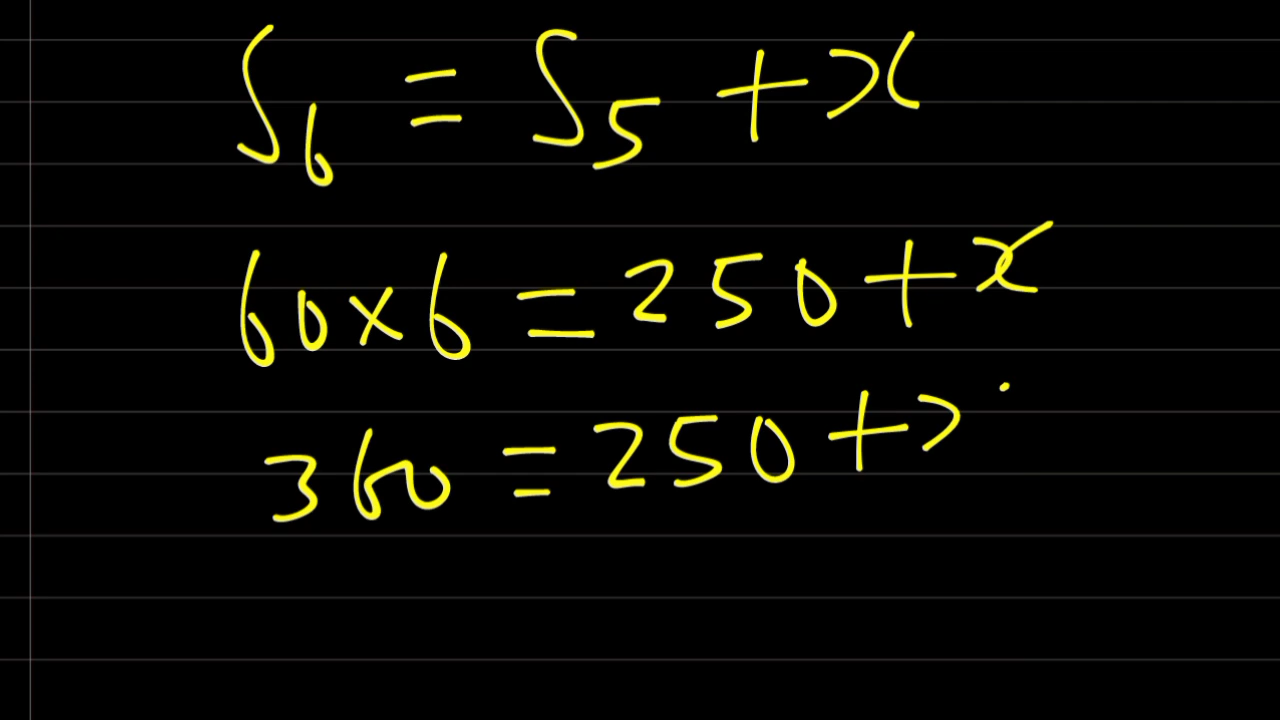 S₆ = S₅ + x
60 × 6 = 250 + x
360 = 250 +